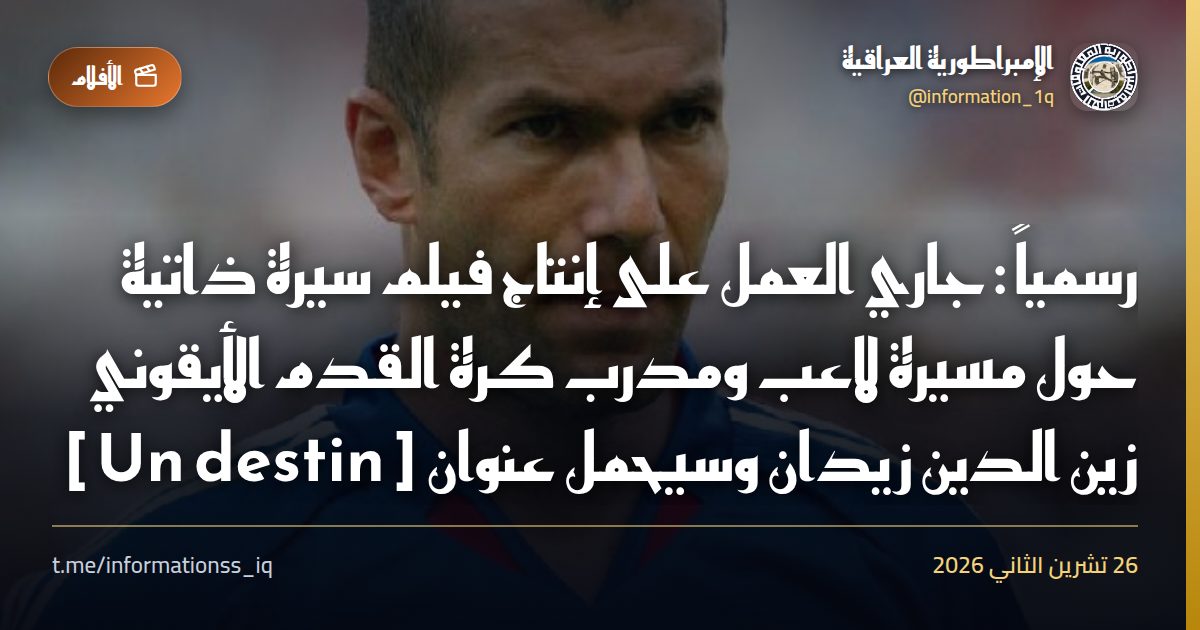 الإمبراطورية العراقية
@information_1q
الأفلام
رسمياً : جاري العمل على إنتاج فيلم سيرة ذاتية
حول مسيرة لاعب ومدرب كرة القدم الأيقوني
زين الدين زيدان وسيحمل عنوان [ Un destin ]
26 تشرين الثاني 2026
t.me/informationss_iq